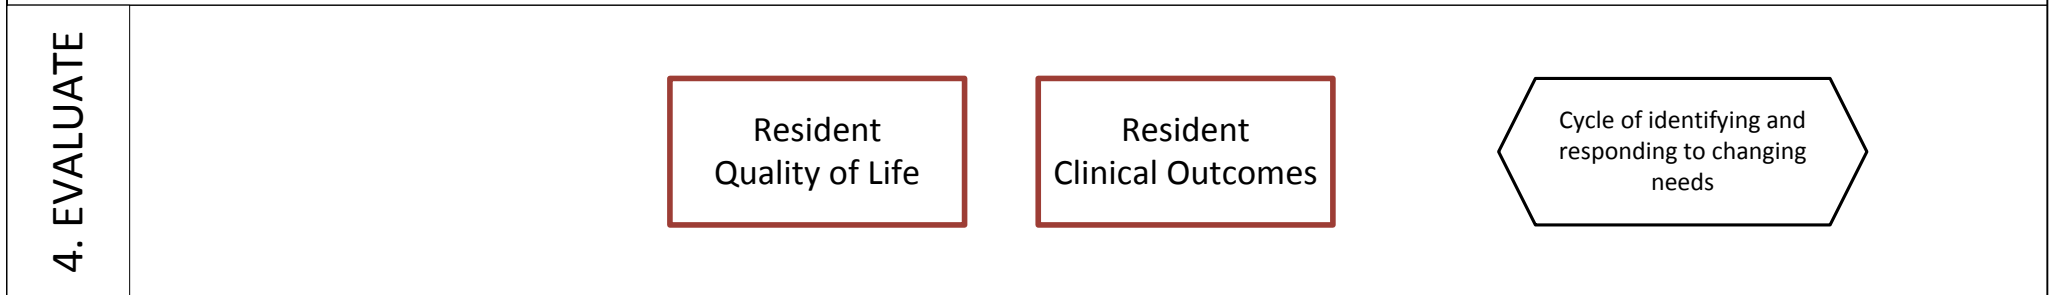 4. EVALUATE
Resident
Quality of Life
Resident
Clinical Outcomes
Cycle of identifying and
responding to changing
needs